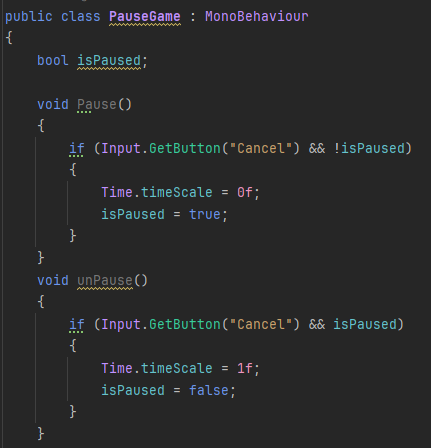 public class PauseGame : MonoBehaviour
{
    bool isPaused;

    void Pause()
    {
        if (Input.GetButton("Cancel") && !isPaused)
        {
            Time.timeScale = 0f;
            isPaused = true;
        }
    }
    void unPause()
    {
        if (Input.GetButton("Cancel") && isPaused)
        {
            Time.timeScale = 1f;
            isPaused = false;
        }
    }